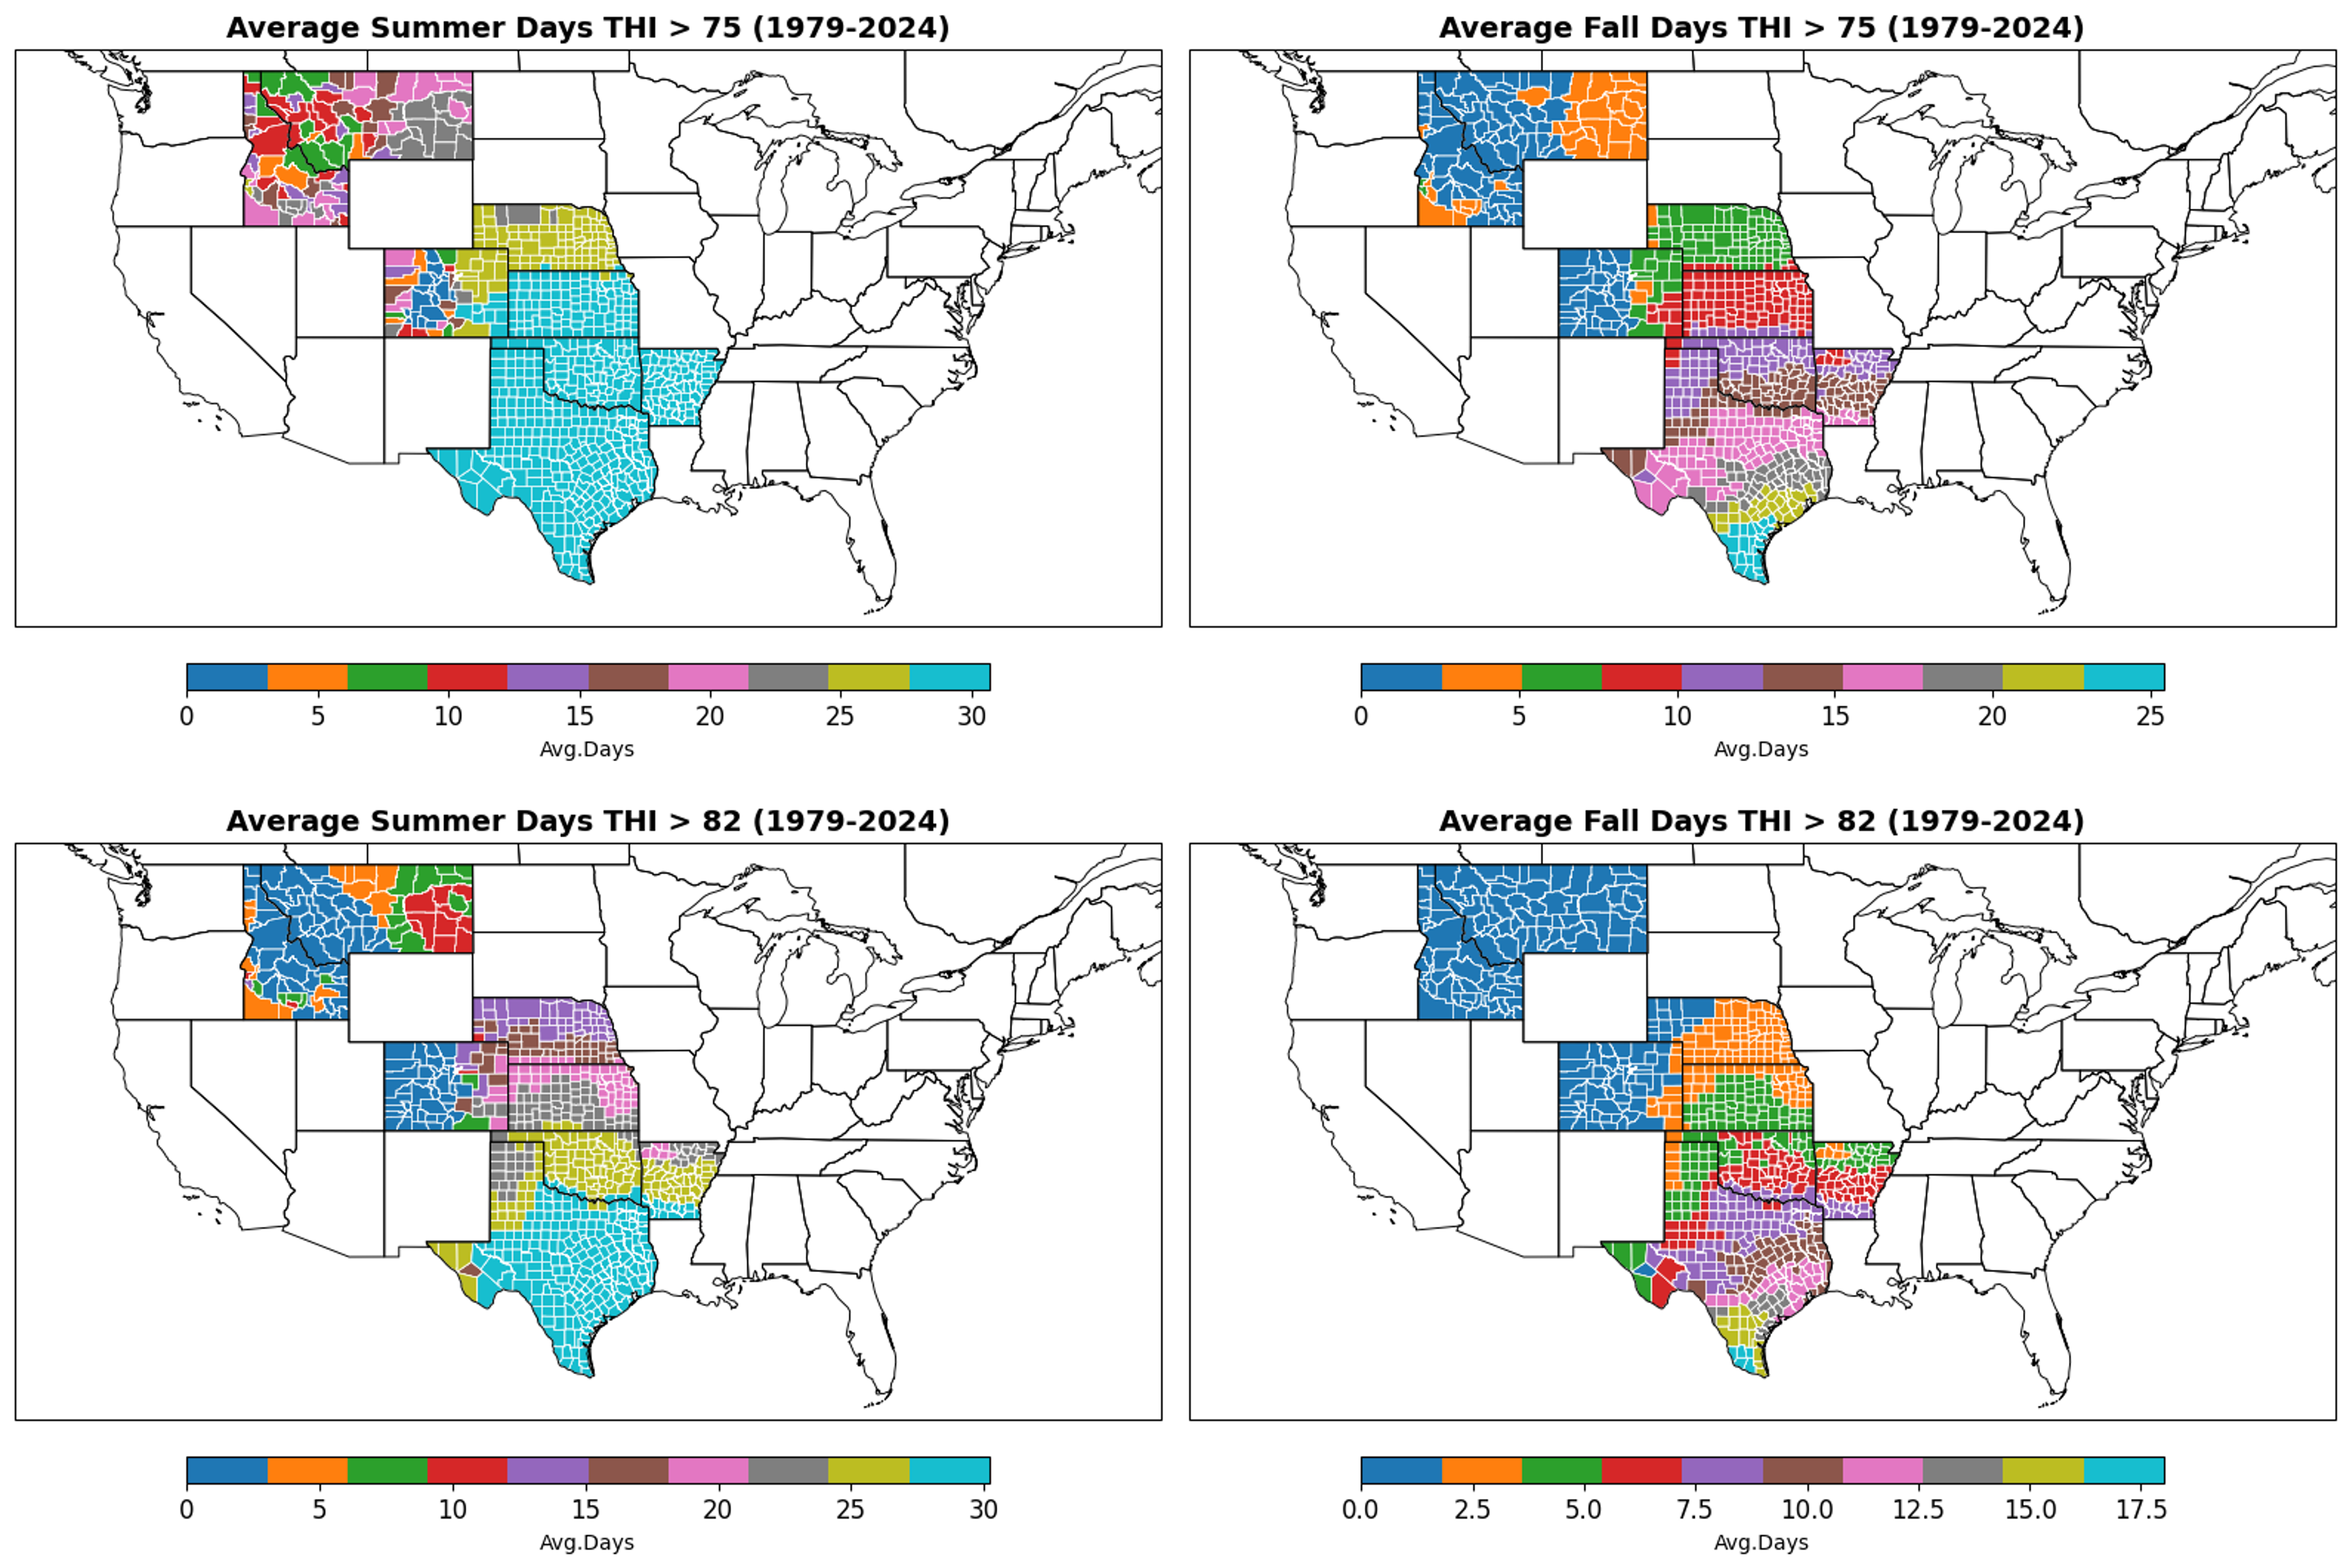 Average Summer Days THI > 75 (1979-2024)
Average Fall Days THI > 75 (1979-2024)
0 5 10 15 20 25 30
Avg.Days
0 5 10 15 20 25
Avg.Days
Average Summer Days THI > 82 (1979-2024)
Average Fall Days THI > 82 (1979-2024)
0 5 10 15 20 25 30
Avg.Days
0.0 2.5 5.0 7.5 10.0 12.5 15.0 17.5
Avg.Days